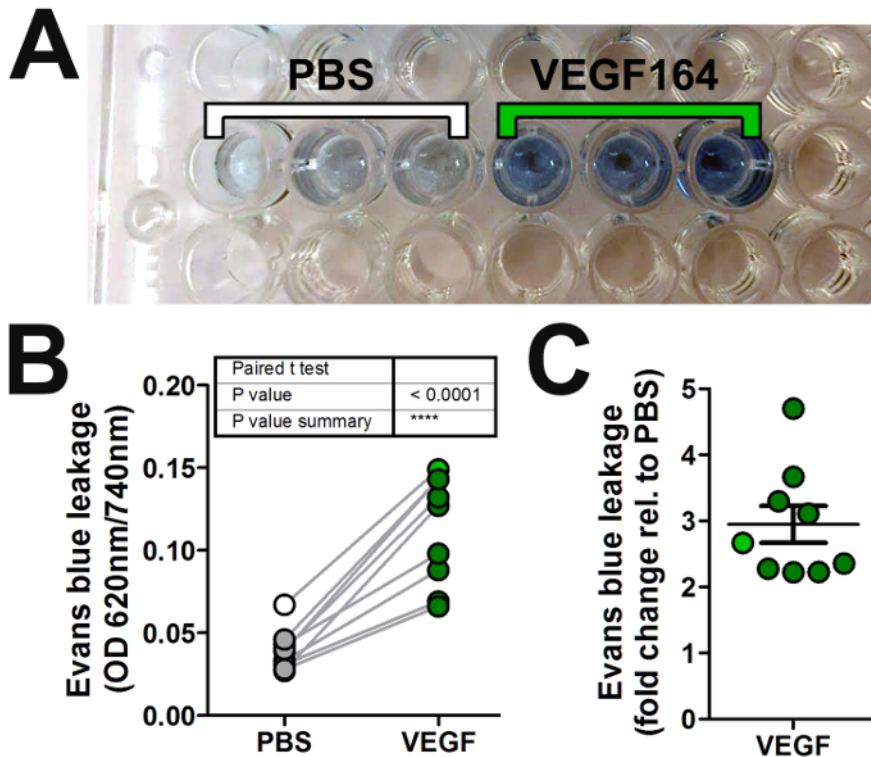 A
PBS
VEGF164
B
Paired t test
P value
< 0.0001
P value summary
****
Evans blue leakage
(OD 620nm/740nm)
0.20
0.15
0.10
0.05
0.00
PBS
VEGF
C
Evans blue leakage
(fold change rel. to PBS)
5
4
3
2
1
0
VEGF